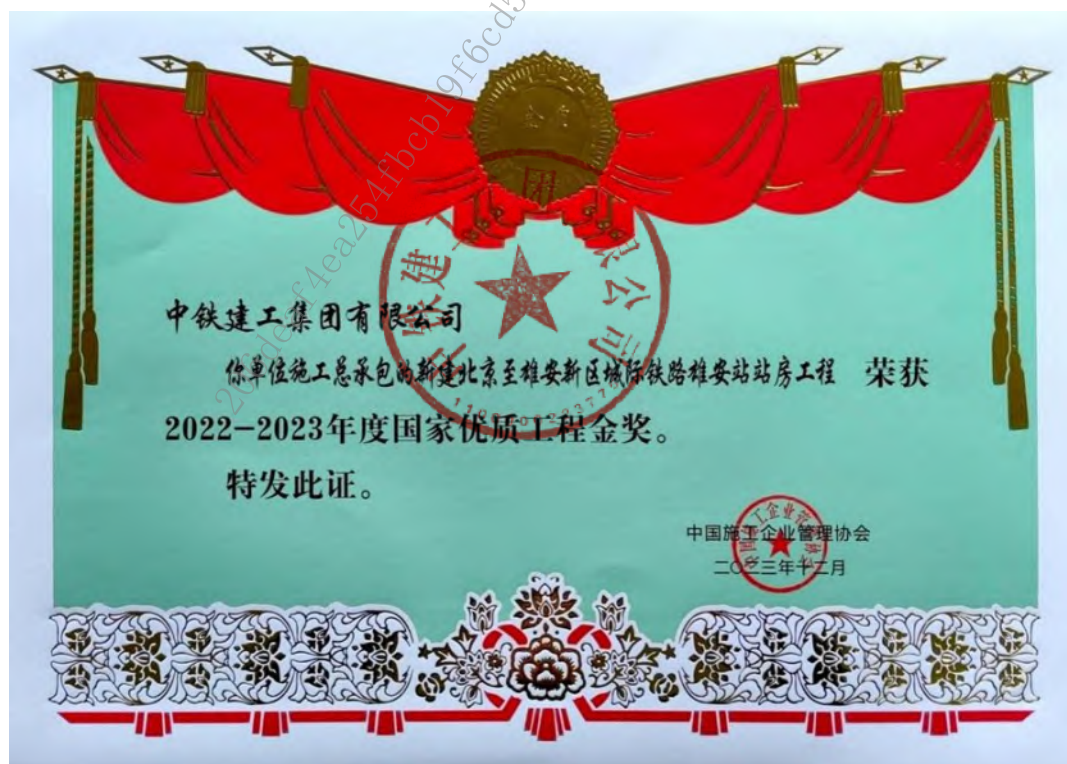 金奖
中铁建工集团有限公司
你单位施工总承包的新建北京至雄安新区城际铁路雄安站站房工程 荣获
2022-2023年度国家优质工程金奖。
特发此证。
中国施工企业管理协会
二〇二三年十二月